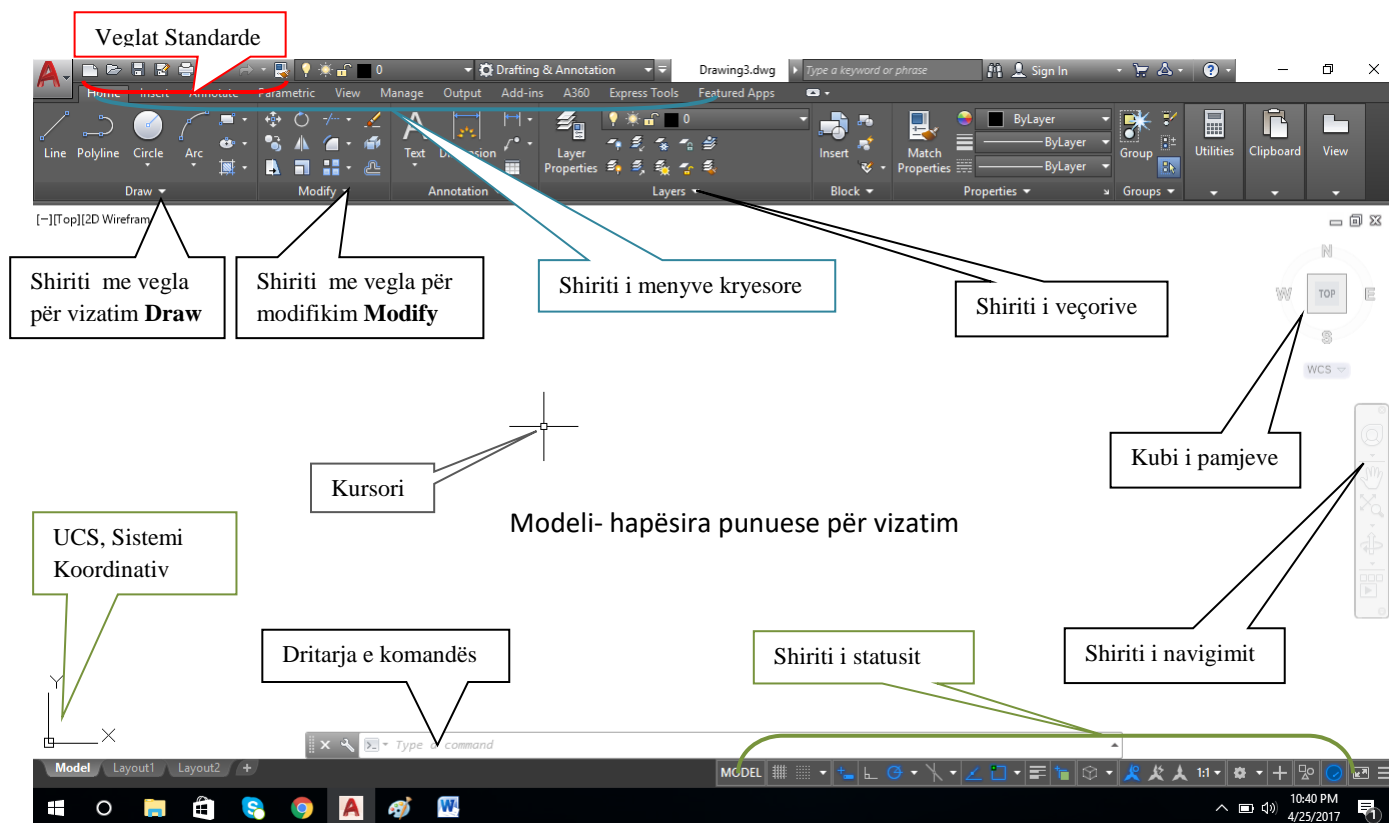 Veglat Standarde
0
Drafting & Annotation
Drawing3.dwg
Type a keyword or phrase
Sign In
Home Insert Annotate Parametric View Manage Output Add-ins A360 Express Tools Featured Apps
Line Polyline Circle Arc
Text Dimension
Layer Properties
0
Insert
Match Properties
ByLayer
ByLayer
ByLayer
Group
Utilities
Clipboard
View
Draw Modify Annotation Layers Block Properties Groups
[−][Top][2D Wirefram
Shiriti me vegla
për vizatim Draw
Shiriti me vegla për
modifikim Modify
Shiriti i menyve kryesore
Shiriti i veçorive
N
W TOP E
S
WCS
Kubi i pamjeve
Kursori
Modeli- hapësira punuese për vizatim
UCS, Sistemi
Koordinativ
Dritarja e komandës
Shiriti i statusit
Shiriti i navigimit
Y
X
Type a command
Model Layout1 Layout2 +
MODEL
1:1
10:40 PM
4/25/2017
1